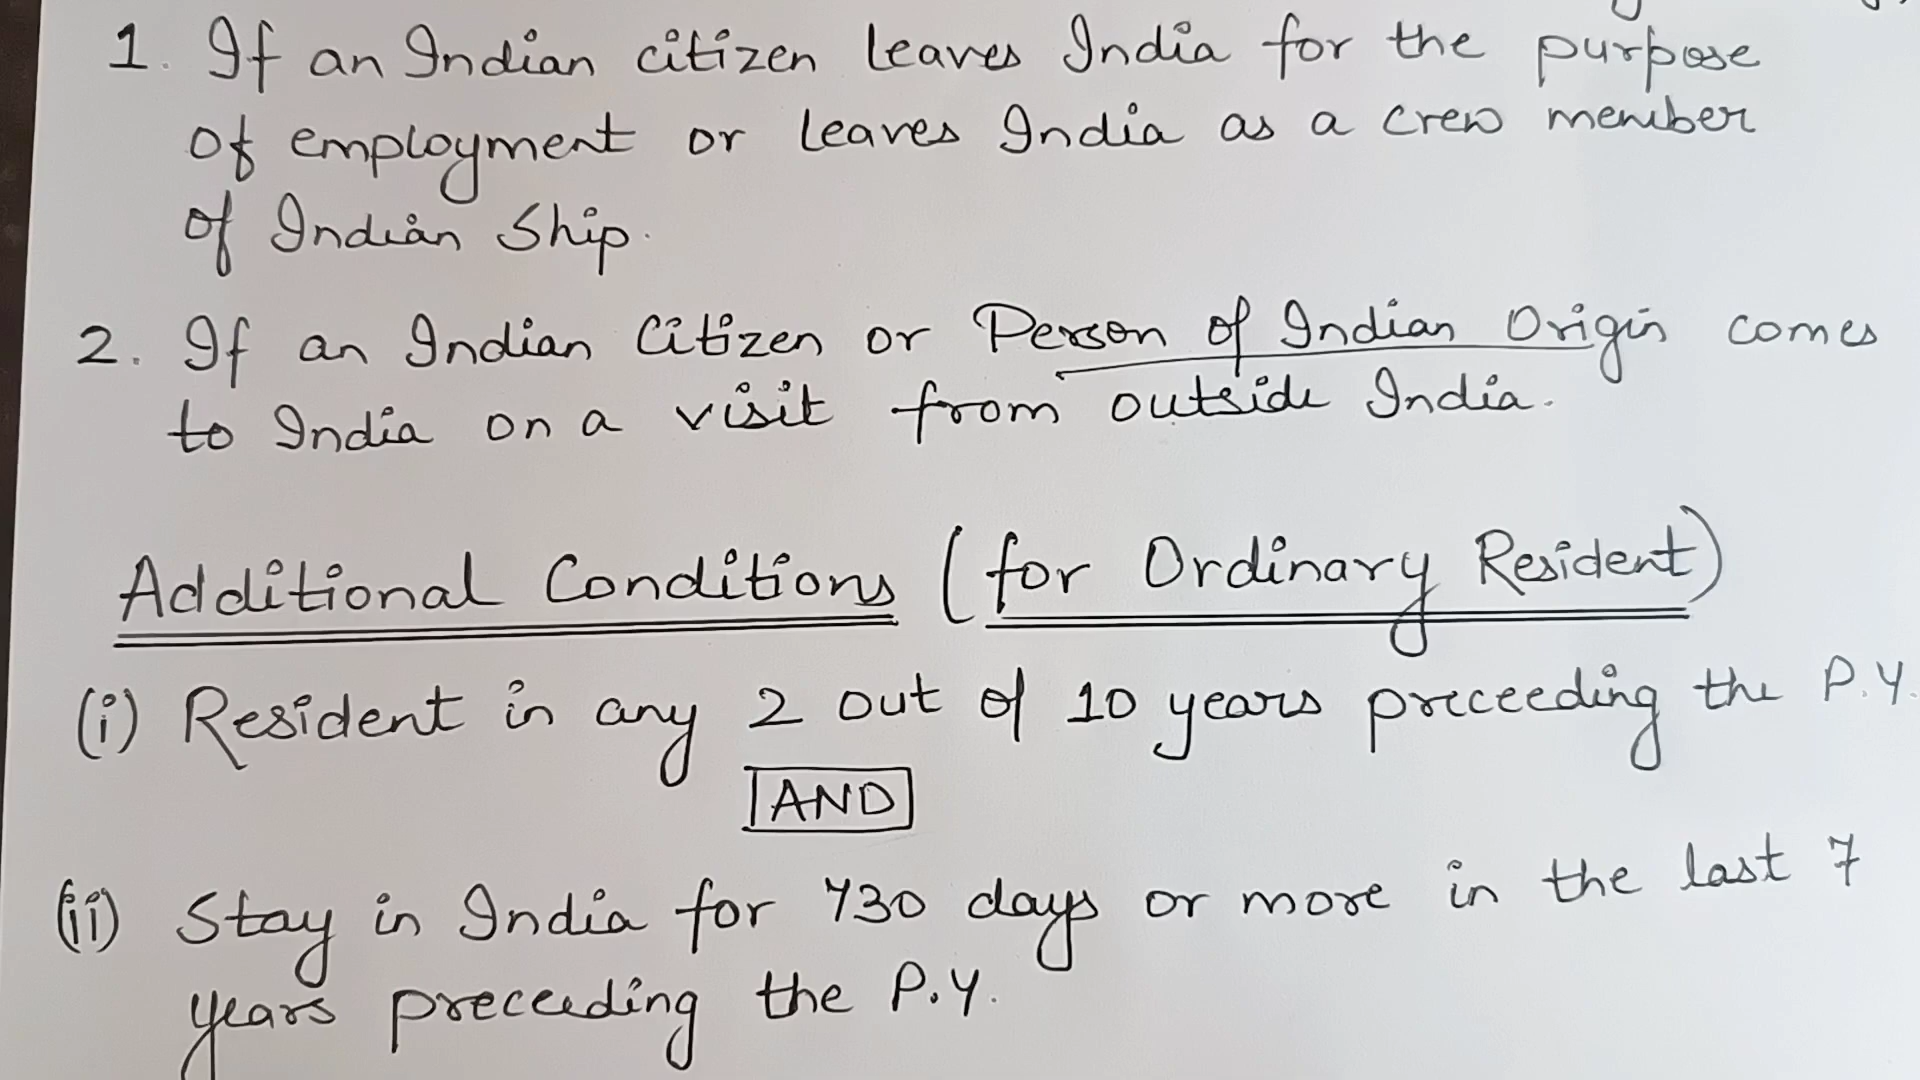 1. If an Indian citizen leaves India for the purpose
of employment or leaves India as a crew member
of Indian Ship.
2. If an Indian Citizen or Person of Indian Origin comes
to India on a visit from outside India.
Additional Conditions (for Ordinary Resident)
(i) Resident in any 2 out of 10 years preceeding the P.Y.
AND
(ii) Stay in India for 730 days or more in the last 7
years preceeding the P.Y.